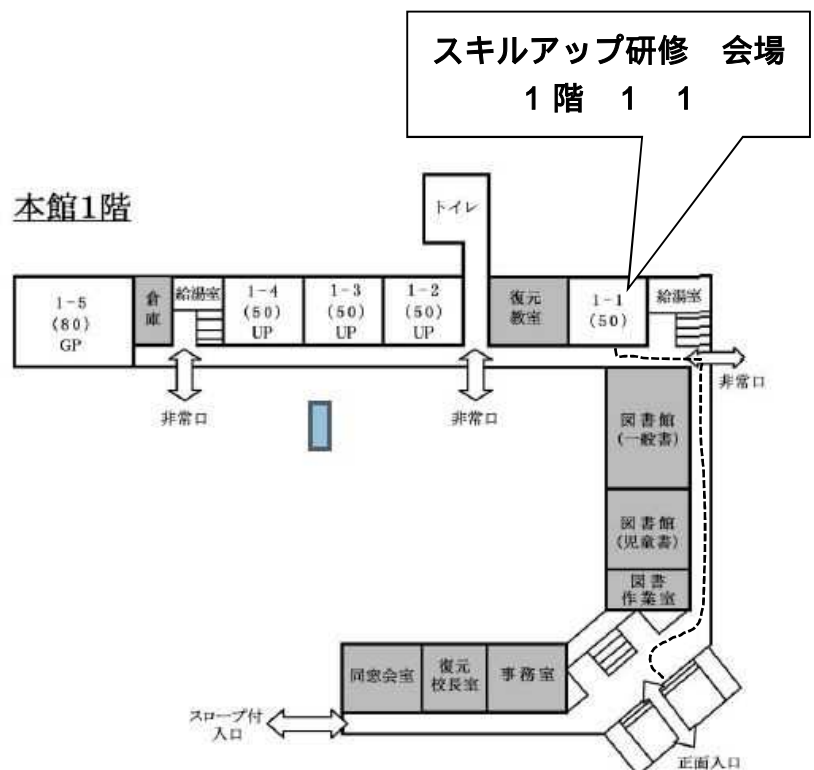 スキルアップ研修　会場
1階　1　1
本館1階
トイレ
1-5
(80)
GP
倉
庫
給湯室
1-4
(50)
UP
1-3
(50)
UP
1-2
(50)
UP
復元
教室
1-1
(50)
給湯室
非常口
非常口
非常口
図書館
(一般書)
図書館
(児童書)
図書
作業室
同窓会室
復元
校長室
事務室
スロープ付
入口
正面入口